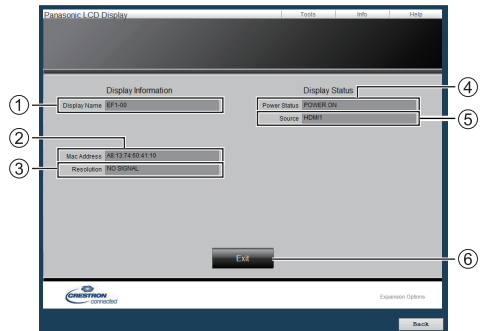 Panasonic LCD Display Tools Info Help
Display Information Display Status
① Display Name EF1-00 Power Status POWER ON ④
Source HDMI1 ⑤
② Mac Address A8:13:74:60:41:10
③ Resolution NO SIGNAL
Exit ⑥
CRESTRON connected Expansion Options
Back